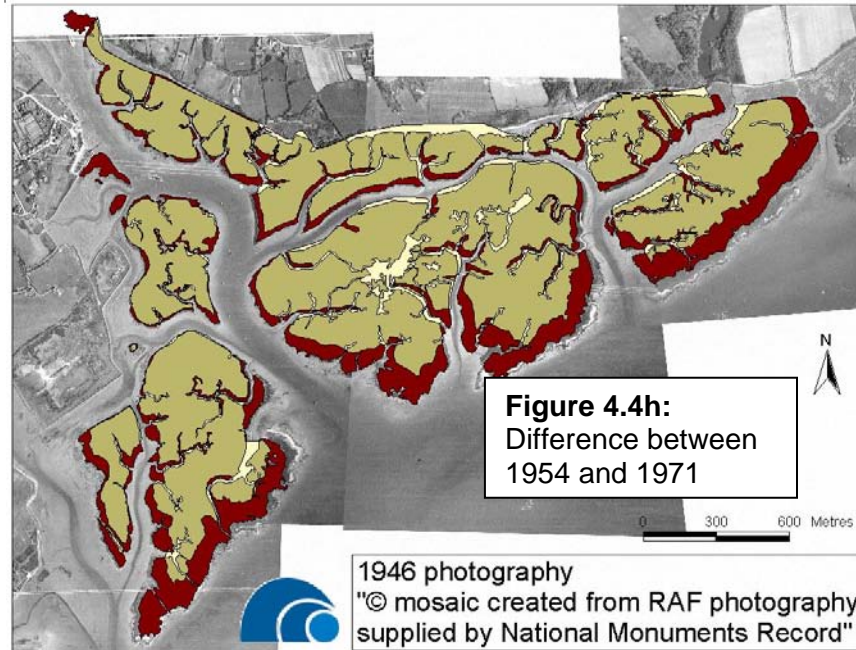 N
Figure 4.4h:
Difference between
1954 and 1971
0 300 600 Metres
1946 photography
"© mosaic created from RAF photography
supplied by National Monuments Record"